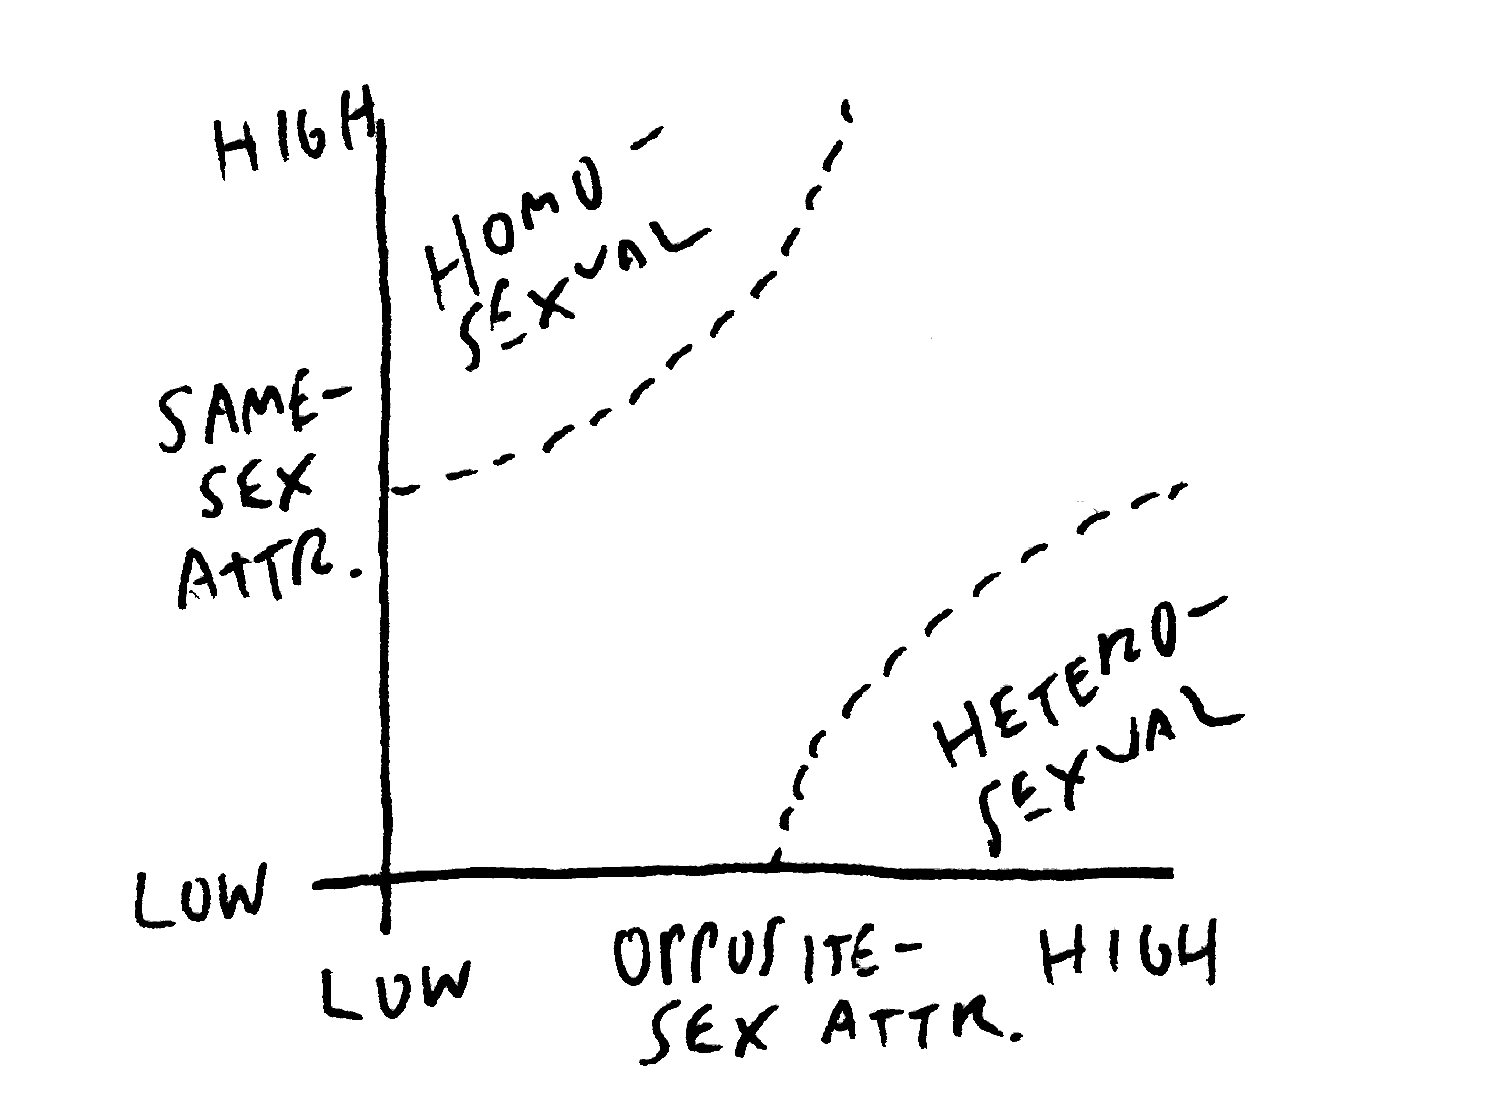 HIGH
HOMO-
SEXUAL
SAME-
SEX
ATTR.
HETERO-
SEXUAL
LOW
LOW
OPPOSITE-
SEX ATTR.
HIGH